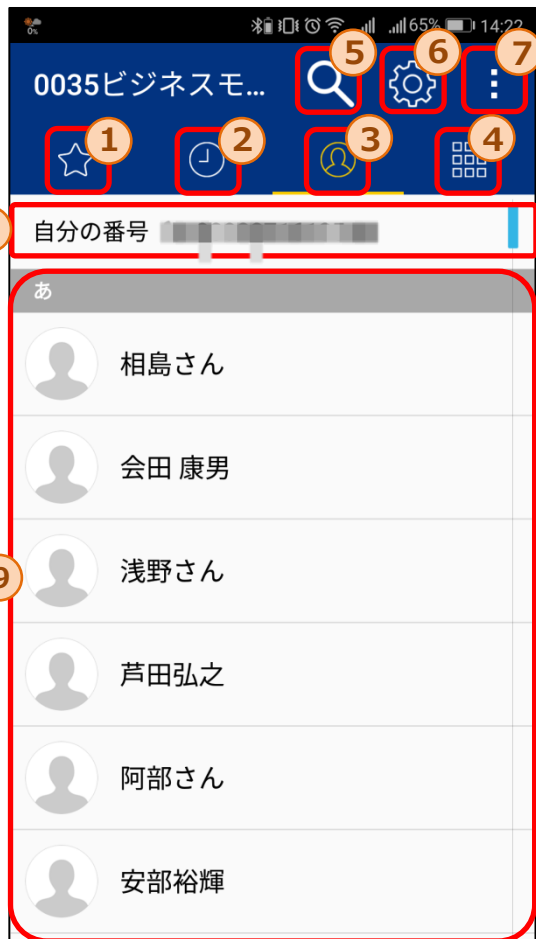 0% 65% 14:22
0035ビジネスモ...
5 6 7
1 2 3 4
自分の番号
あ
相島さん
会田 康男
9
浅野さん
芦田弘之
阿部さん
安部裕輝